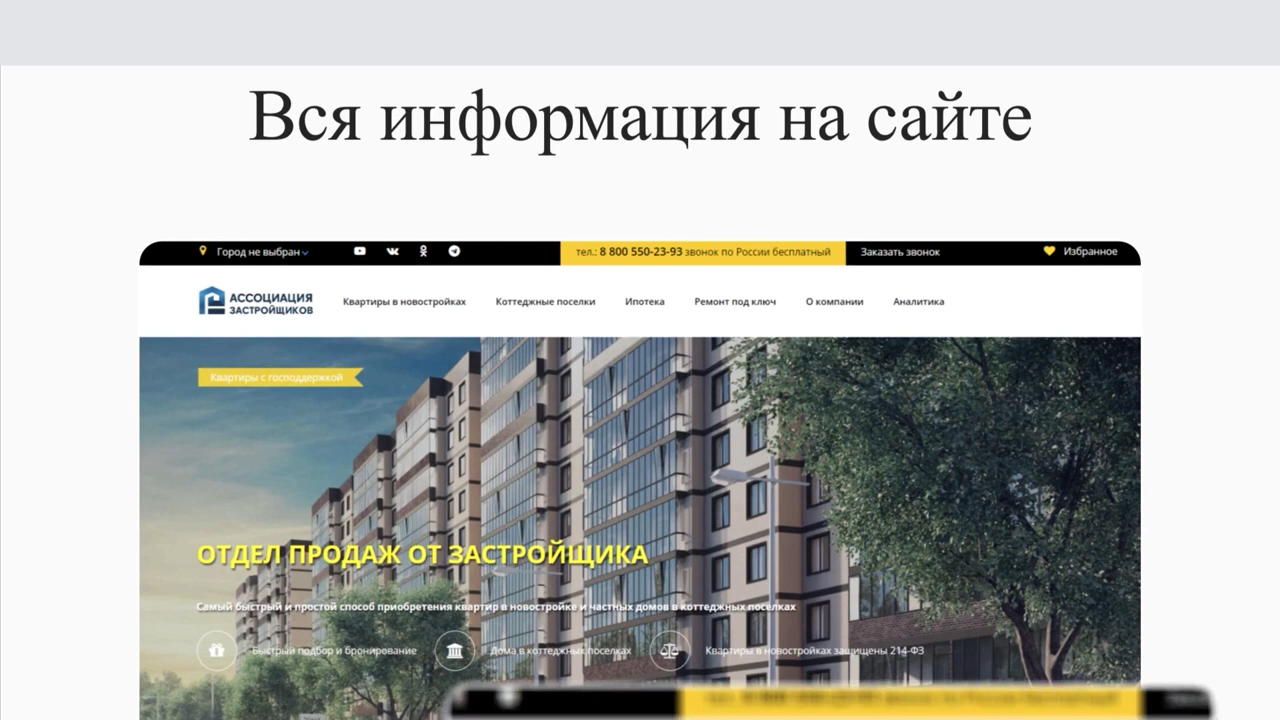 Вся информация на сайте
Город не выбран
тел.: 8 800 550-23-93 звонок по России бесплатный
Заказать звонок
Избранное
АССОЦИАЦИЯ
ЗАСТРОЙЩИКОВ
Квартиры в новостройках
Коттеджные поселки
Ипотека
Ремонт под ключ
О компании
Аналитика
Квартиры с господдержкой
ОТДЕЛ ПРОДАЖ ОТ ЗАСТРОЙЩИКА
Самый быстрый и простой способ приобретения квартир в новостройке и частных домов в коттеджных поселках
Быстрый подбор и бронирование
Дома в коттеджных поселках
Квартиры в новостройках защищены 214-ФЗ